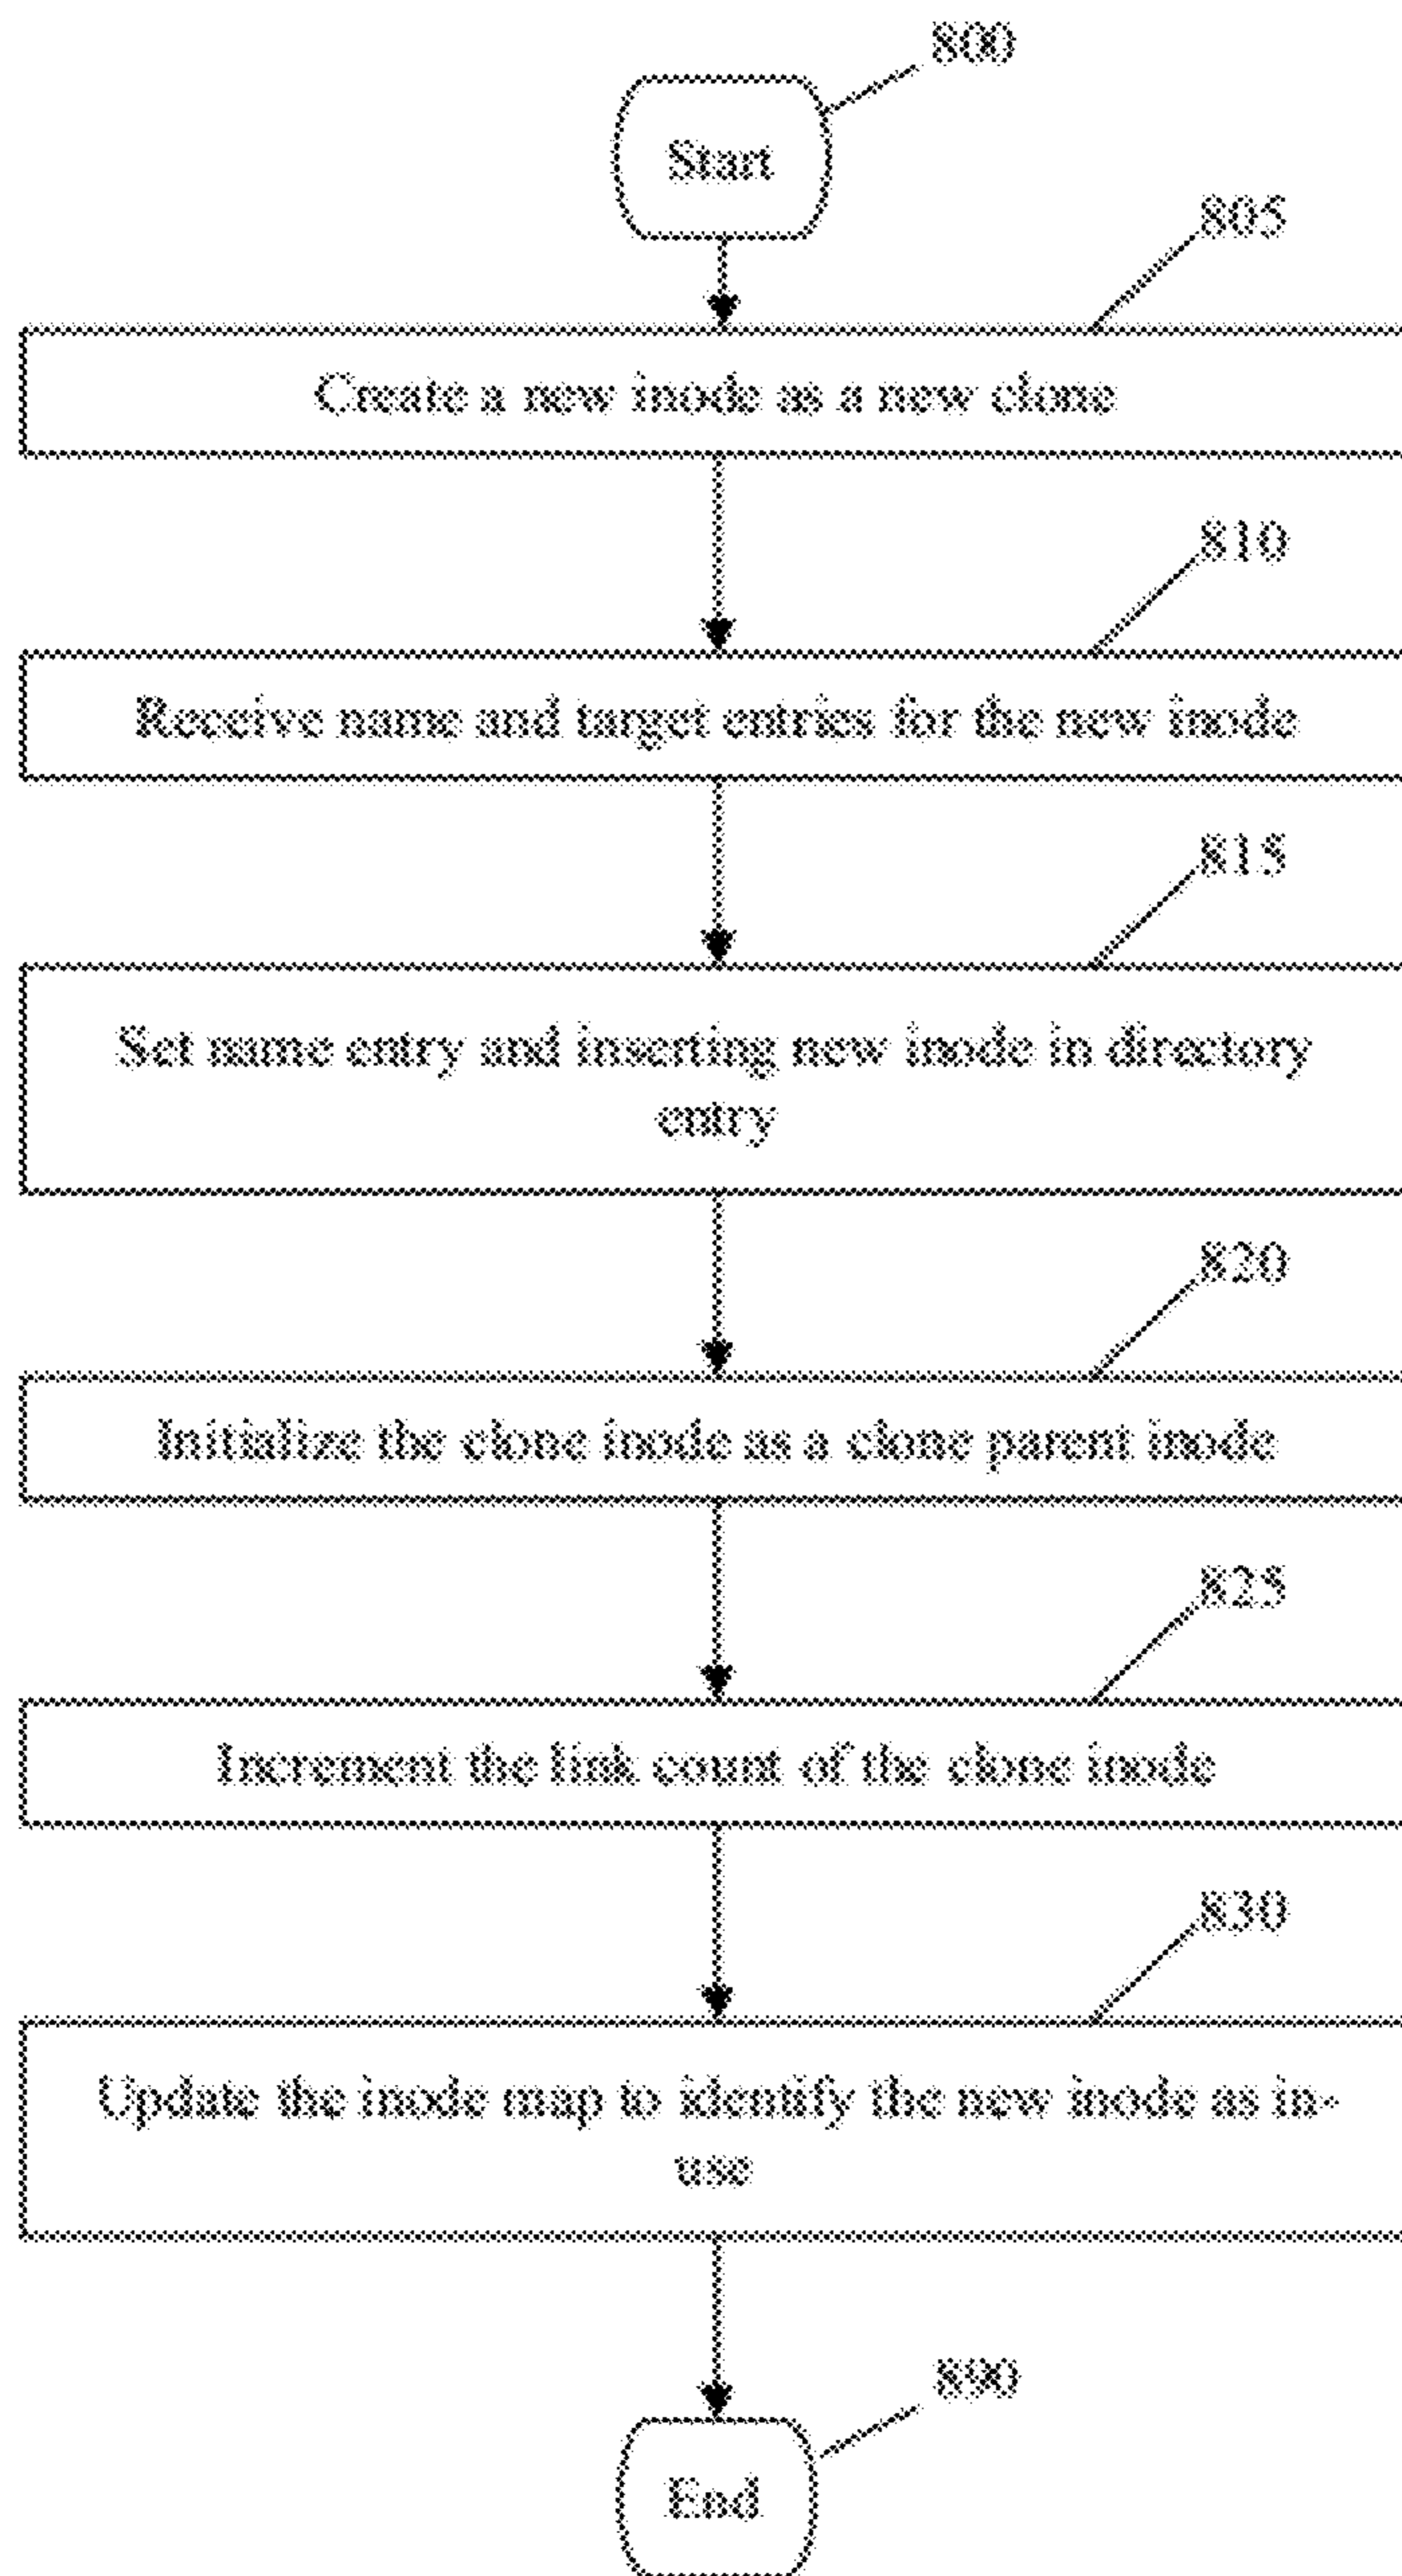 800
Start
805
Create a new inode as a new clone
810
Receive name and target entries for the new inode
815
Set name entry and inserting new inode in directory
entry
820
Initialize the clone inode as a clone parent inode
825
Increment the link count of the clone inode
830
Update the inode map to identify the new inode as in-
use
890
End